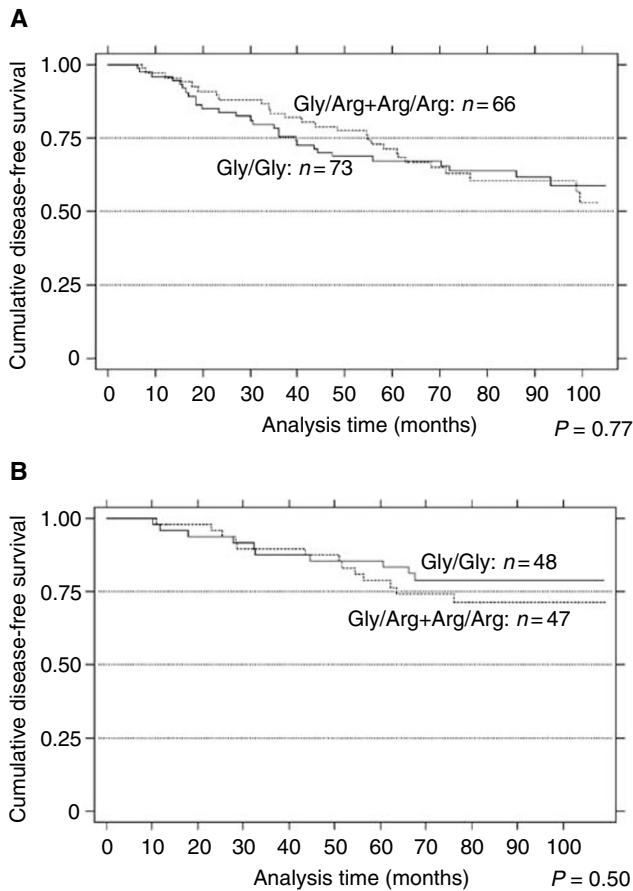 A
Cumulative disease-free survival
1.00
0.75
0.50
0.25
0
Gly/Arg+Arg/Arg: n=66
Gly/Gly: n=73
0 10 20 30 40 50 60 70 80 90 100
Analysis time (months)
P = 0.77
B
Cumulative disease-free survival
1.00
0.75
0.50
0.25
0
Gly/Gly: n=48
Gly/Arg+Arg/Arg: n=47
0 10 20 30 40 50 60 70 80 90 100
Analysis time (months)
P = 0.50